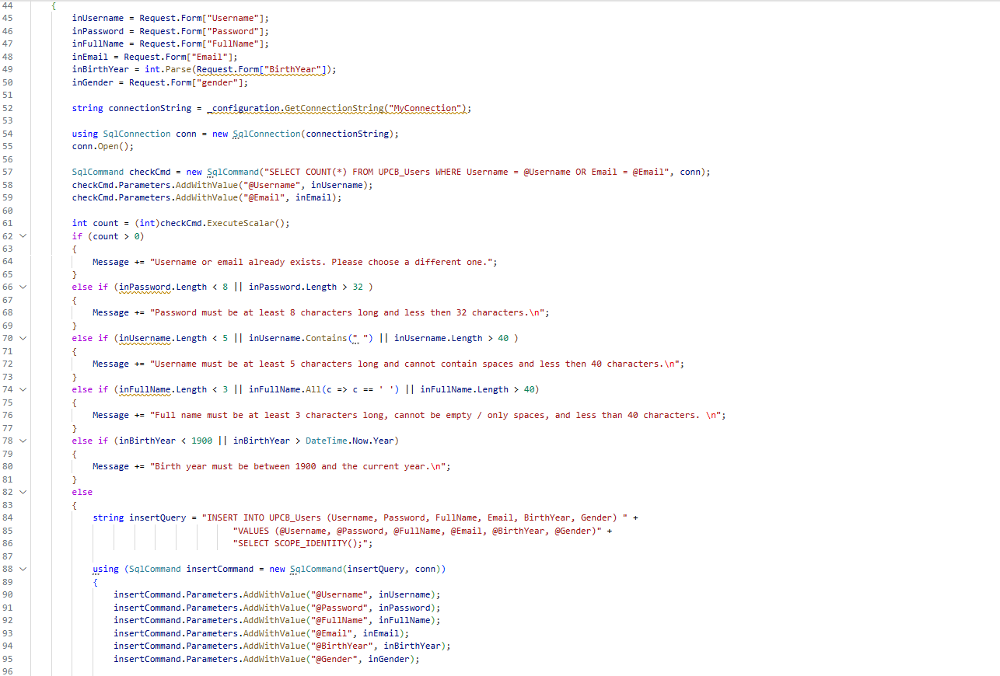 44 {
45 inUsername = Request.Form["Username"];
46 inPassword = Request.Form["Password"];
47 inFullName = Request.Form["FullName"];
48 inEmail = Request.Form["Email"];
49 inBirthYear = int.Parse(Request.Form["BirthYear"]);
50 inGender = Request.Form["gender"];
51
52 string connectionString = _configuration.GetConnectionString("MyConnection");
53
54 using SqlConnection conn = new SqlConnection(connectionString);
55 conn.Open();
56
57 SqlCommand checkCmd = new SqlCommand("SELECT COUNT(*) FROM UPCB_Users WHERE Username = @Username OR Email = @Email", conn);
58 checkCmd.Parameters.AddWithValue("@Username", inUsername);
59 checkCmd.Parameters.AddWithValue("@Email", inEmail);
60
61 int count = (int)checkCmd.ExecuteScalar();
62 if (count > 0)
63 {
64 Message += "Username or email already exists. Please choose a different one.";
65 }
66 else if (inPassword.Length < 8 || inPassword.Length > 32 )
67 {
68 Message += "Password must be at least 8 characters long and less then 32 characters.\n";
69 }
70 else if (inUsername.Length < 5 || inUsername.Contains(" ") || inUsername.Length > 40 )
71 {
72 Message += "Username must be at least 5 characters long and cannot contain spaces and less then 40 characters.\n";
73 }
74 else if (inFullName.Length < 3 || inFullName.All(c => c == ' ') || inFullName.Length > 40)
75 {
76 Message += "Full name must be at least 3 characters long, cannot be empty / only spaces, and less than 40 characters. \n";
77 }
78 else if (inBirthYear < 1900 || inBirthYear > DateTime.Now.Year)
79 {
80 Message += "Birth year must be between 1900 and the current year.\n";
81 }
82 else
83 {
84 string insertQuery = "INSERT INTO UPCB_Users (Username, Password, FullName, Email, BirthYear, Gender) " +
85 "VALUES (@Username, @Password, @FullName, @Email, @BirthYear, @Gender)" +
86 "SELECT SCOPE_IDENTITY();";
87
88 using (SqlCommand insertCommand = new SqlCommand(insertQuery, conn))
89 {
90 insertCommand.Parameters.AddWithValue("@Username", inUsername);
91 insertCommand.Parameters.AddWithValue("@Password", inPassword);
92 insertCommand.Parameters.AddWithValue("@FullName", inFullName);
93 insertCommand.Parameters.AddWithValue("@Email", inEmail);
94 insertCommand.Parameters.AddWithValue("@BirthYear", inBirthYear);
95 insertCommand.Parameters.AddWithValue("@Gender", inGender);
96